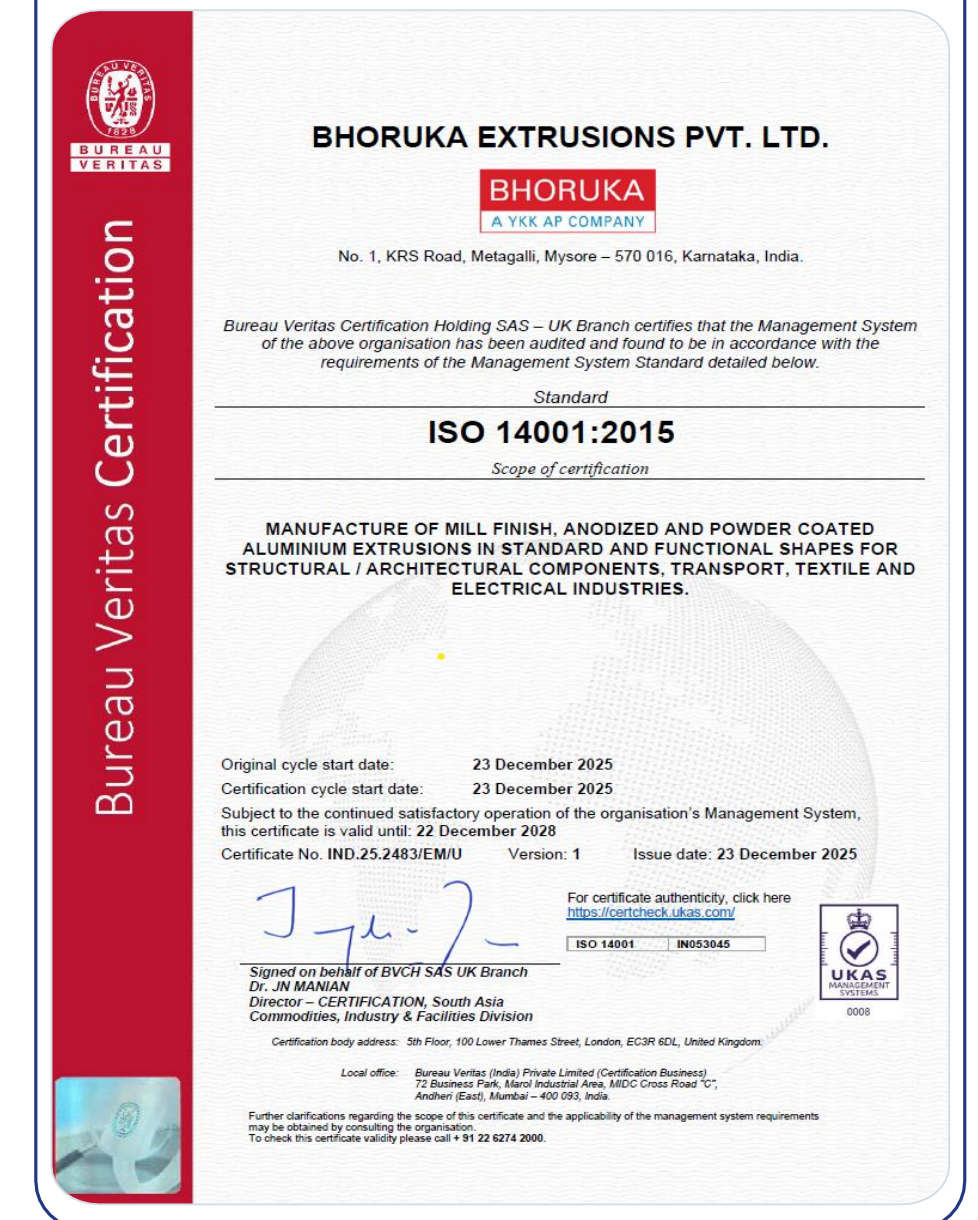 BUREAU VERITAS
1828
BUREAU
VERITAS
Bureau Veritas Certification
BHORUKA EXTRUSIONS PVT. LTD.
BHORUKA
A YKK AP COMPANY
No. 1, KRS Road, Metagalli, Mysore – 570 016, Karnataka, India.
Bureau Veritas Certification Holding SAS – UK Branch certifies that the Management System
of the above organisation has been audited and found to be in accordance with the
requirements of the Management System Standard detailed below.
Standard
ISO 14001:2015
Scope of certification
MANUFACTURE OF MILL FINISH, ANODIZED AND POWDER COATED
ALUMINIUM EXTRUSIONS IN STANDARD AND FUNCTIONAL SHAPES FOR
STRUCTURAL / ARCHITECTURAL COMPONENTS, TRANSPORT, TEXTILE AND
ELECTRICAL INDUSTRIES.
Original cycle start date: 23 December 2025
Certification cycle start date: 23 December 2025
Subject to the continued satisfactory operation of the organisation's Management System,
this certificate is valid until: 22 December 2028
Certificate No. IND.25.2483/EM/U Version: 1 Issue date: 23 December 2025
For certificate authenticity, click here
https://certcheck.ukas.com/
ISO 14001 IN053045
Signed on behalf of BVCH SAS UK Branch
Dr. JN MANIAN
Director – CERTIFICATION, South Asia
Commodities, Industry & Facilities Division
UKAS
MANAGEMENT
SYSTEMS
0008
Certification body address: 5th Floor, 100 Lower Thames Street, London, EC3R 6DL, United Kingdom.
Local office: Bureau Veritas (India) Private Limited (Certification Business)
72 Business Park, Marol Industrial Area, MIDC Cross Road "C",
Andheri (East), Mumbai – 400 093, India.
Further clarifications regarding the scope of this certificate and the applicability of the management system requirements
may be obtained by consulting the organisation.
To check this certificate validity please call + 91 22 6274 2000.